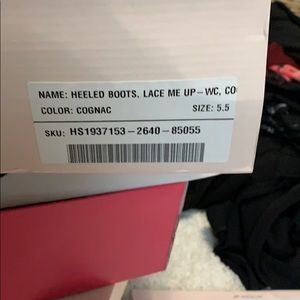 NAME: HEELED BOOTS, LACE ME UP-WC, CO
COLOR: COGNAC SIZE: 5.5
SKU: HS1937153-2640-85055